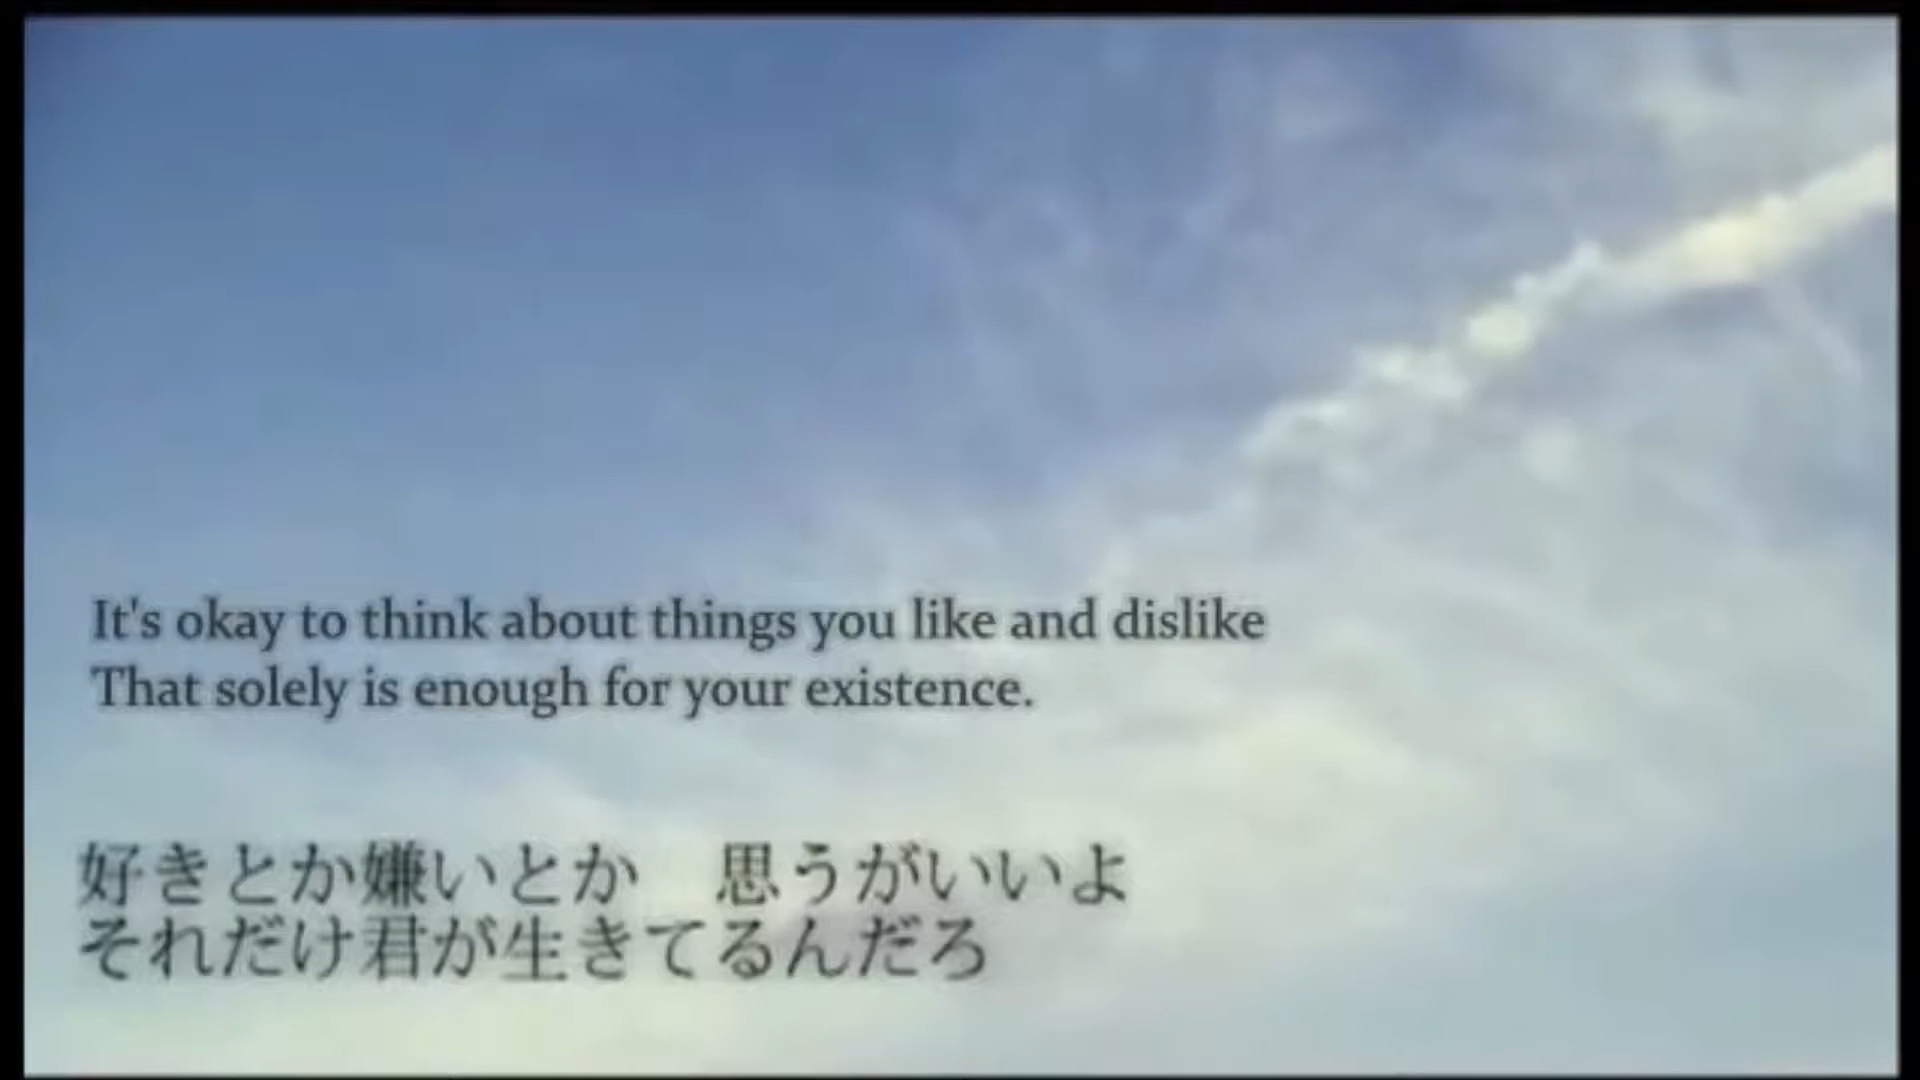 It's okay to think about things you like and dislike
That solely is enough for your existence.
好きとか嫌いとか　思うがいいよ
それだけ君が生きてるんだろ